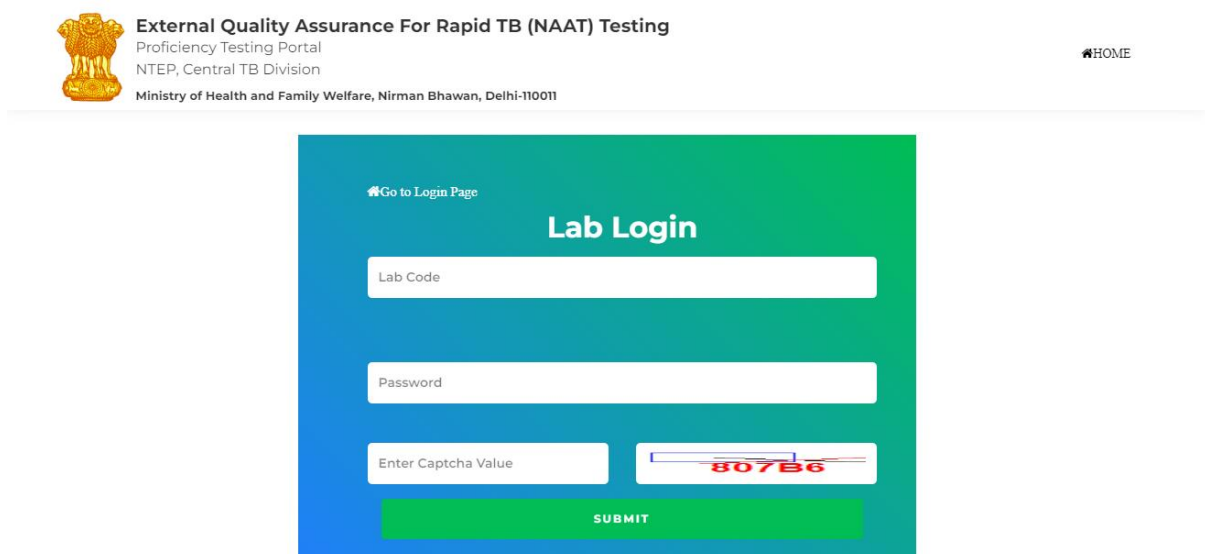 External Quality Assurance For Rapid TB (NAAT) Testing
Proficiency Testing Portal
NTEP, Central TB Division
Ministry of Health and Family Welfare, Nirman Bhawan, Delhi-110011
HOME
Go to Login Page
Lab Login
Lab Code
Password
Enter Captcha Value
807B6
SUBMIT